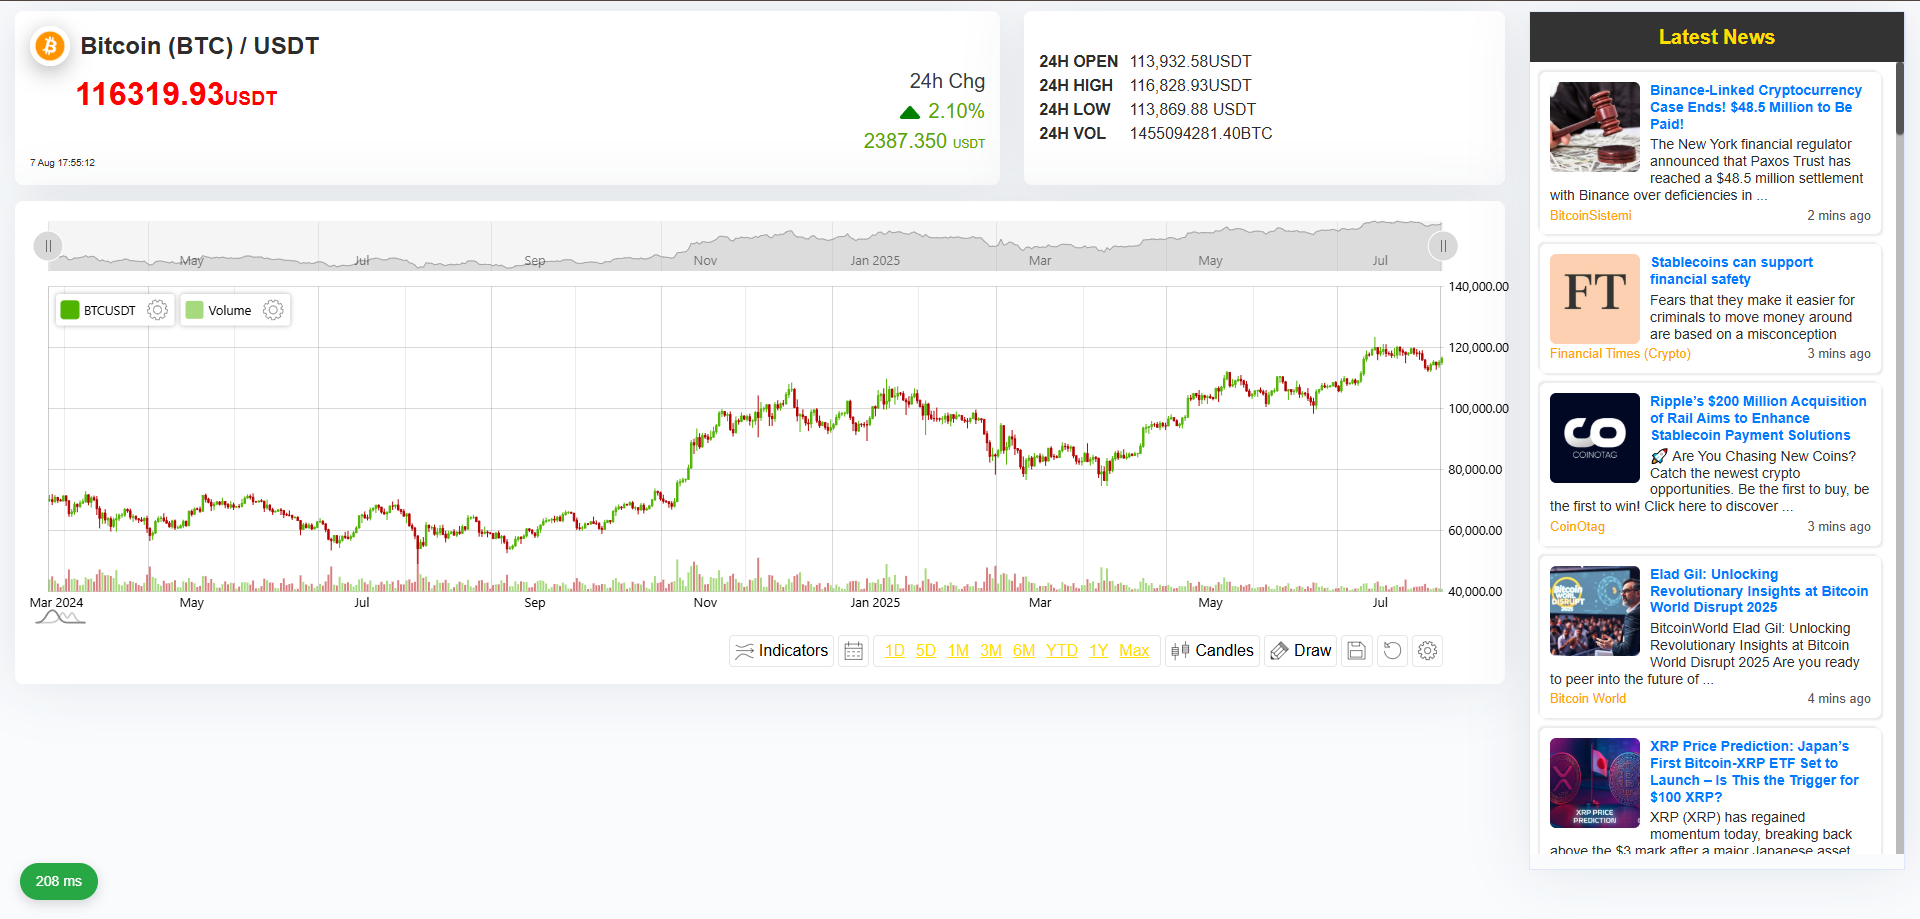 Bitcoin (BTC) / USDT
116319.93USDT
24h Chg
2.10%
2387.350 USDT
7 Aug 17:55:12
24H OPEN 113,932.58USDT
24H HIGH 116,828.93USDT
24H LOW 113,869.88 USDT
24H VOL 1455094281.40BTC
May Jul Sep Nov Jan 2025 Mar May Jul
BTCUSDT Volume
140,000.00
120,000.00
100,000.00
80,000.00
60,000.00
40,000.00
Mar 2024 May Jul Sep Nov Jan 2025 Mar May Jul
Indicators 1D 5D 1M 3M 6M YTD 1Y Max Candles Draw
208 ms
Latest News
Binance-Linked Cryptocurrency
Case Ends! $48.5 Million to Be
Paid!
The New York financial regulator
announced that Paxos Trust has
reached a $48.5 million settlement
with Binance over deficiencies in ...
BitcoinSistemi 2 mins ago
FT
Stablecoins can support
financial safety
Fears that they make it easier for
criminals to move money around
are based on a misconception
Financial Times (Crypto) 3 mins ago
CO
COINOTAG
Ripple’s $200 Million Acquisition
of Rail Aims to Enhance
Stablecoin Payment Solutions
🚀 Are You Chasing New Coins?
Catch the newest crypto
opportunities. Be the first to buy, be
the first to win! Click here to discover ...
CoinOtag 3 mins ago
Bitcoin
WORL
DISRUPT
2025
Elad Gil: Unlocking
Revolutionary Insights at Bitcoin
World Disrupt 2025
BitcoinWorld Elad Gil: Unlocking
Revolutionary Insights at Bitcoin
World Disrupt 2025 Are you ready
to peer into the future of ...
Bitcoin World 4 mins ago
XRP PRICE
PREDICTION
XRP Price Prediction: Japan’s
First Bitcoin-XRP ETF Set to
Launch – Is This the Trigger for
$100 XRP?
XRP (XRP) has regained
momentum today, breaking back
above the $3 mark after a major Japanese asset